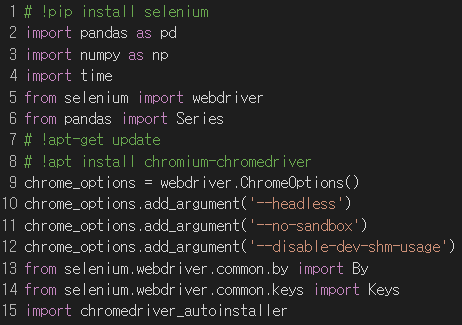 1 # !pip install selenium
2 import pandas as pd
3 import numpy as np
4 import time
5 from selenium import webdriver
6 from pandas import Series
7 # !apt-get update
8 # !apt install chromium-chromedriver
9 chrome_options = webdriver.ChromeOptions()
10 chrome_options.add_argument('--headless')
11 chrome_options.add_argument('--no-sandbox')
12 chrome_options.add_argument('--disable-dev-shm-usage')
13 from selenium.webdriver.common.by import By
14 from selenium.webdriver.common.keys import Keys
15 import chromedriver_autoinstaller